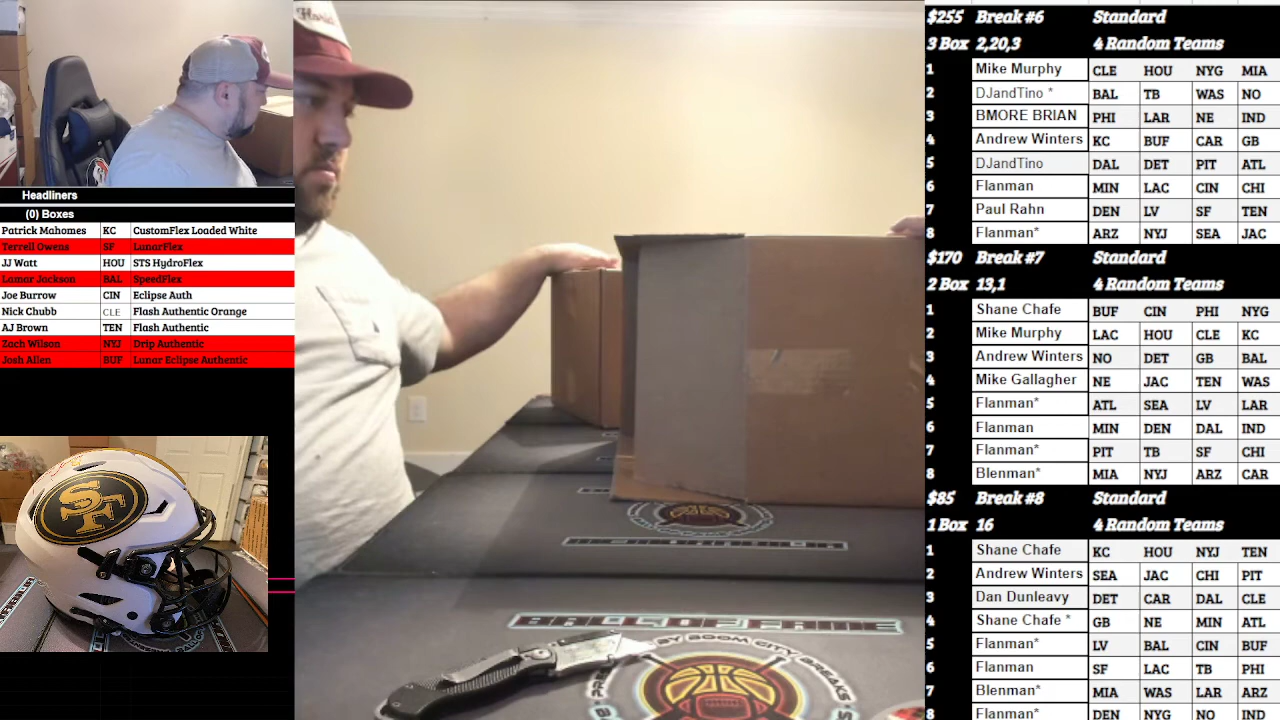 Headliners
(0) Boxes
Patrick Mahomes KC CustomFlex Loaded White
Terrell Owens SF LunarFlex
JJ Watt HOU STS HydroFlex
Lamar Jackson BAL SpeedFlex
Joe Burrow CIN Eclipse Auth
Nick Chubb CLE Flash Authentic Orange
AJ Brown TEN Flash Authentic
Zach Wilson NYJ Drip Authentic
Josh Allen BUF Lunar Eclipse Authentic
SF
BALL OF FAME
BY BOOM CITY BREAKS
$255 Break #6 Standard
3 Box 2,20,3 4 Random Teams
1 Mike Murphy CLE HOU NYG MIA
2 DJandTino * BAL TB WAS NO
3 BMORE BRIAN PHI LAR NE IND
4 Andrew Winters KC BUF CAR GB
5 DJandTino DAL DET PIT ATL
6 Flanman MIN LAC CIN CHI
7 Paul Rahn DEN LV SF TEN
8 Flanman* ARZ NYJ SEA JAC
$170 Break #7 Standard
2 Box 13,1 4 Random Teams
1 Shane Chafe BUF CIN PHI NYG
2 Mike Murphy LAC HOU CLE KC
3 Andrew Winters NO DET GB BAL
4 Mike Gallagher NE JAC TEN WAS
5 Flanman* ATL SEA LV LAR
6 Flanman MIN DEN DAL IND
7 Flanman* PIT TB SF CHI
8 Blenman* MIA NYJ ARZ CAR
$85 Break #8 Standard
1 Box 16 4 Random Teams
1 Shane Chafe KC HOU NYJ TEN
2 Andrew Winters SEA JAC CHI PIT
3 Dan Dunleavy DET CAR DAL CLE
4 Shane Chafe * GB NE MIN ATL
5 Flanman* LV BAL CIN BUF
6 Flanman SF LAC TB PHI
7 Blenman* MIA WAS LAR ARZ
8 Flanman* DEN NYG NO IND